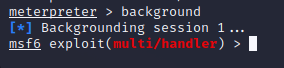 meterpreter > background
[*] Backgrounding session 1...
msf6 exploit(multi/handler) >